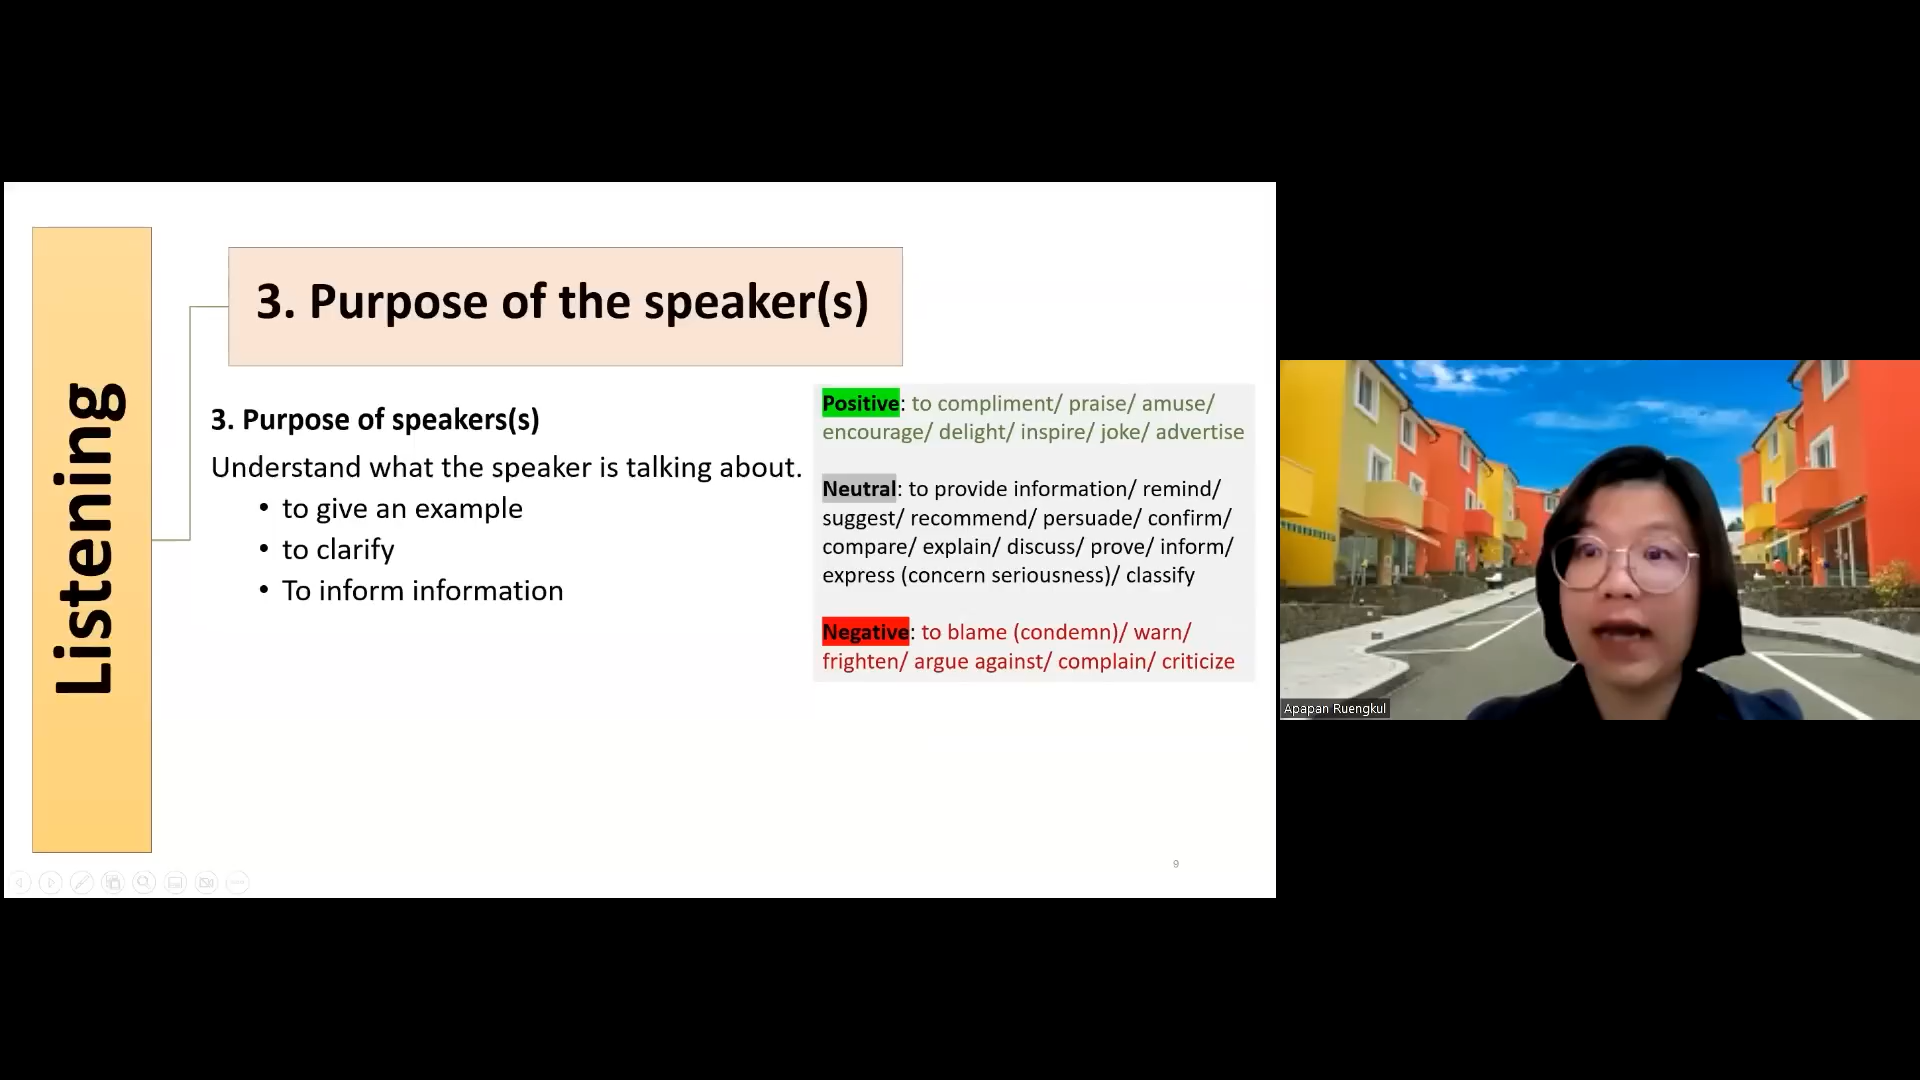 Listening
3. Purpose of the speaker(s)
3. Purpose of speakers(s)
Understand what the speaker is talking about.
• to give an example
• to clarify
• To inform information
Positive: to compliment/ praise/ amuse/
encourage/ delight/ inspire/ joke/ advertise
Neutral: to provide information/ remind/
suggest/ recommend/ persuade/ confirm/
compare/ explain/ discuss/ prove/ inform/
express (concern seriousness)/ classify
Negative: to blame (condemn)/ warn/
frighten/ argue against/ complain/ criticize
9
Apapan Ruengkul